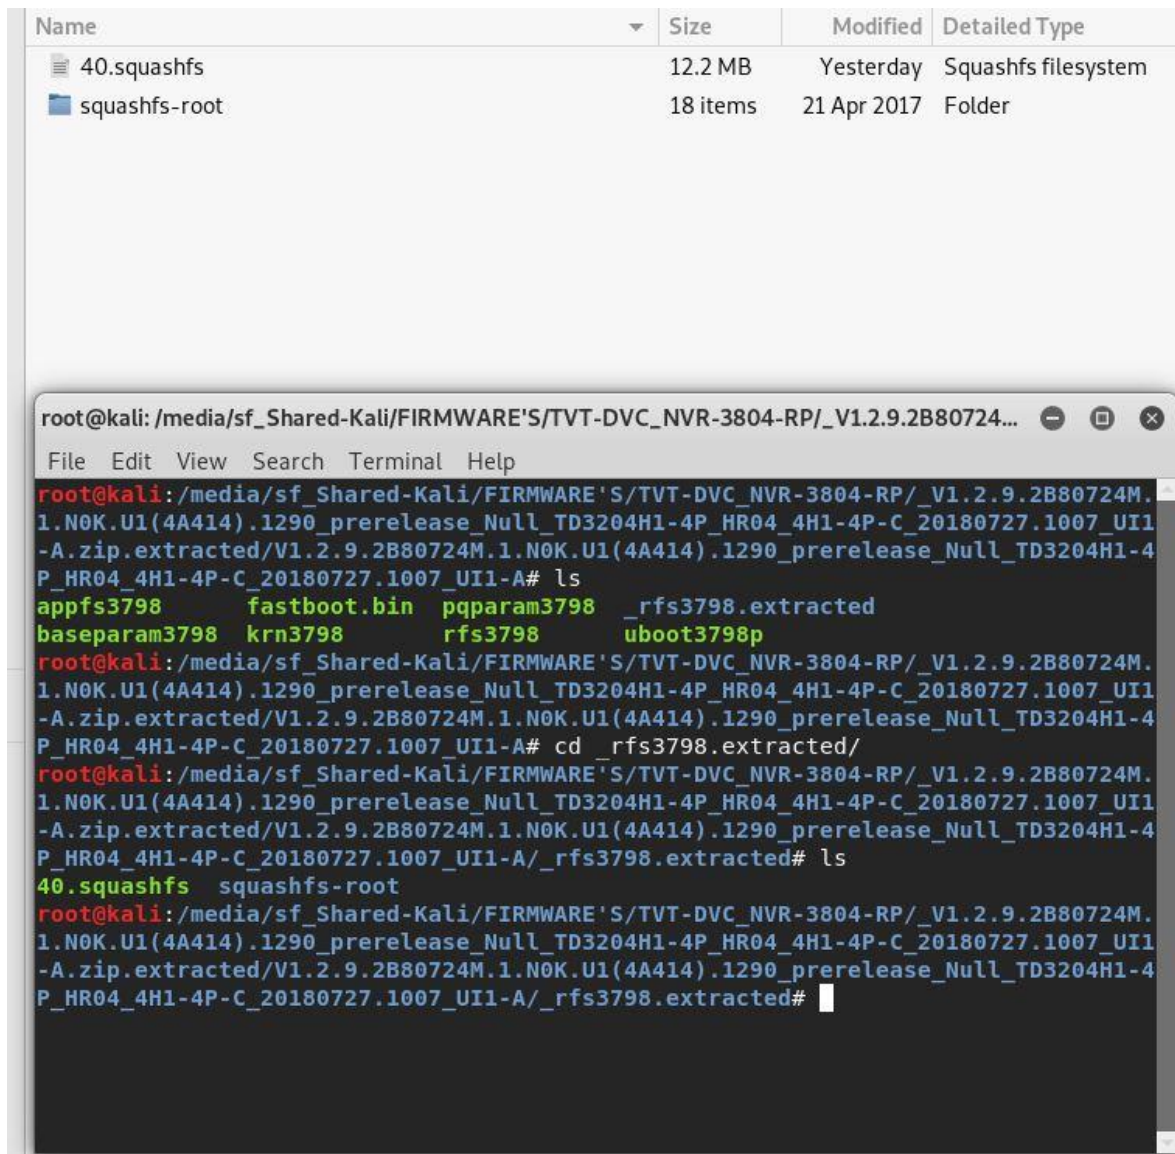 Name Size Modified Detailed Type
40.squashfs 12.2 MB Yesterday Squashfs filesystem
squashfs-root 18 items 21 Apr 2017 Folder
root@kali: /media/sf_Shared-Kali/FIRMWARE'S/TVT-DVC_NVR-3804-RP/_V1.2.9.2B80724...
File Edit View Search Terminal Help
root@kali:/media/sf_Shared-Kali/FIRMWARE'S/TVT-DVC_NVR-3804-RP/_V1.2.9.2B80724M.
1.N0K.U1(4A414).1290_prerelease_Null_TD3204H1-4P_HR04_4H1-4P-C_20180727.1007_UI1
-A.zip.extracted/V1.2.9.2B80724M.1.N0K.U1(4A414).1290_prerelease_Null_TD3204H1-4
P_HR04_4H1-4P-C_20180727.1007_UI1-A# ls
appfs3798 fastboot.bin pqparam3798 _rfs3798.extracted
baseparam3798 krn3798 rfs3798 uboot3798p
root@kali:/media/sf_Shared-Kali/FIRMWARE'S/TVT-DVC_NVR-3804-RP/_V1.2.9.2B80724M.
1.N0K.U1(4A414).1290_prerelease_Null_TD3204H1-4P_HR04_4H1-4P-C_20180727.1007_UI1
-A.zip.extracted/V1.2.9.2B80724M.1.N0K.U1(4A414).1290_prerelease_Null_TD3204H1-4
P_HR04_4H1-4P-C_20180727.1007_UI1-A# cd _rfs3798.extracted/
root@kali:/media/sf_Shared-Kali/FIRMWARE'S/TVT-DVC_NVR-3804-RP/_V1.2.9.2B80724M.
1.N0K.U1(4A414).1290_prerelease_Null_TD3204H1-4P_HR04_4H1-4P-C_20180727.1007_UI1
-A.zip.extracted/V1.2.9.2B80724M.1.N0K.U1(4A414).1290_prerelease_Null_TD3204H1-4
P_HR04_4H1-4P-C_20180727.1007_UI1-A/_rfs3798.extracted# ls
40.squashfs squashfs-root
root@kali:/media/sf_Shared-Kali/FIRMWARE'S/TVT-DVC_NVR-3804-RP/_V1.2.9.2B80724M.
1.N0K.U1(4A414).1290_prerelease_Null_TD3204H1-4P_HR04_4H1-4P-C_20180727.1007_UI1
-A.zip.extracted/V1.2.9.2B80724M.1.N0K.U1(4A414).1290_prerelease_Null_TD3204H1-4
P_HR04_4H1-4P-C_20180727.1007_UI1-A/_rfs3798.extracted#